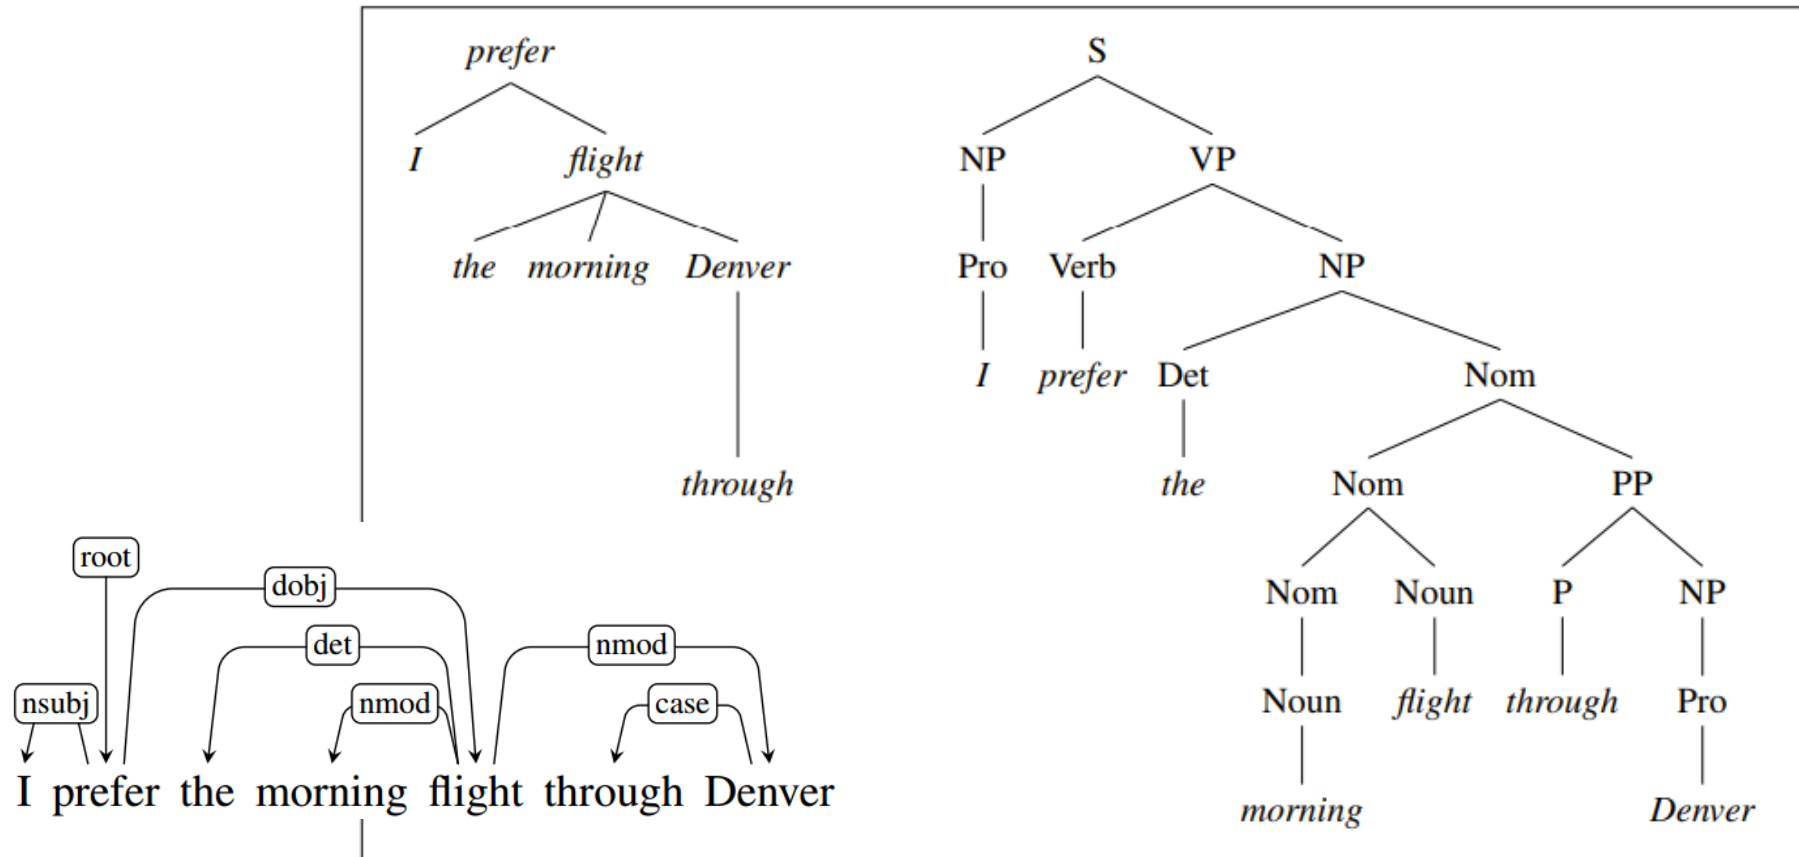 prefer
I flight
the morning Denver
through
S
NP VP
Pro Verb NP
I prefer Det Nom
the Nom PP
Nom Noun P NP
Noun flight through Pro
morning Denver
root
dobj
det nmod
nsubj nmod case
I prefer the morning flight through Denver